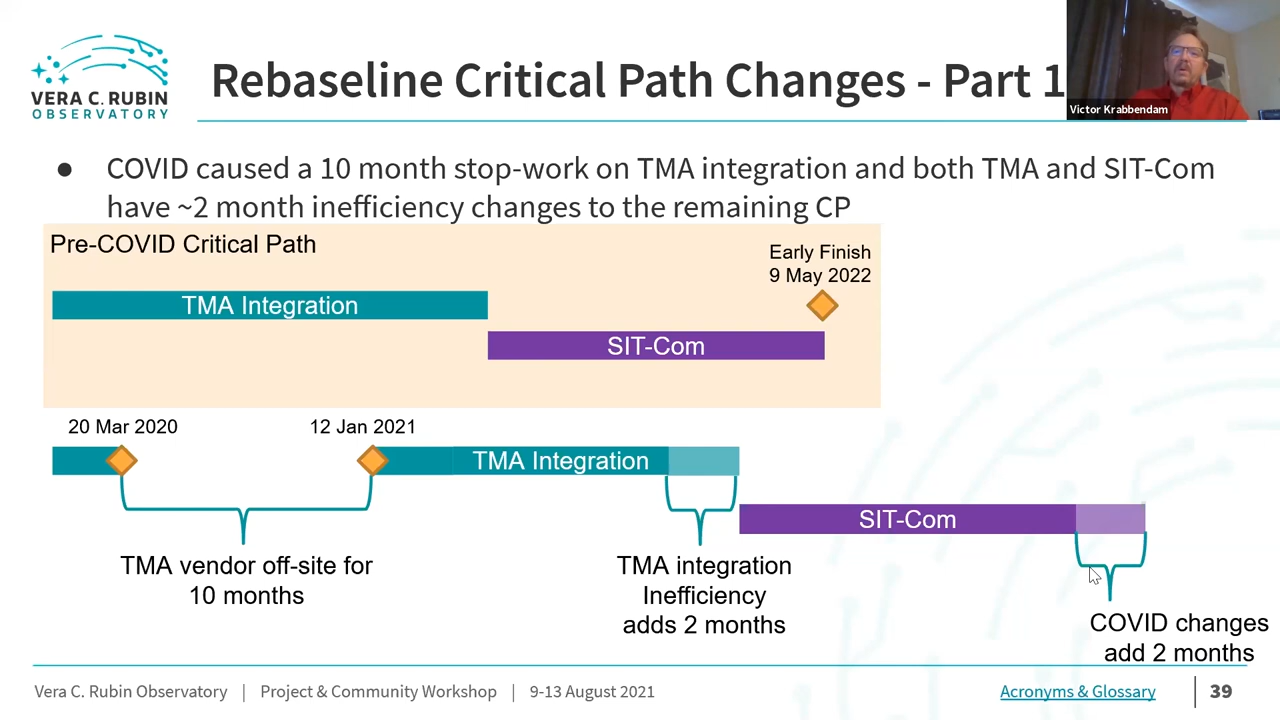 VERA C. RUBIN
OBSERVATORY
Rebaseline Critical Path Changes - Part 1
Victor Krabbendam
● COVID caused a 10 month stop-work on TMA integration and both TMA and SIT-Com
have ~2 month inefficiency changes to the remaining CP
Pre-COVID Critical Path
Early Finish
9 May 2022
TMA Integration
SIT-Com
20 Mar 2020
12 Jan 2021
TMA Integration
SIT-Com
TMA vendor off-site for
10 months
TMA integration
Inefficiency
adds 2 months
COVID changes
add 2 months
Vera C. Rubin Observatory | Project & Community Workshop | 9-13 August 2021
Acronyms & Glossary
39